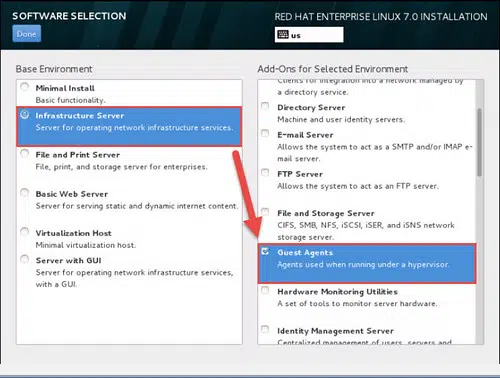 SOFTWARE SELECTION
Done
RED HAT ENTERPRISE LINUX 7.0 INSTALLATION
us
Base Environment
Minimal Install
Basic functionality.
Infrastructure Server
Server for operating network infrastructure services.
File and Print Server
File, print, and storage server for enterprises.
Basic Web Server
Server for serving static and dynamic internet content.
Virtualization Host
Minimal virtualization host.
Server with GUI
Server for operating network infrastructure services,
with a GUI.
Add-Ons for Selected Environment
Clients for integration into a network managed
by a directory service.
Directory Server
Machine and user identity servers.
E-mail Server
Allows the system to act as a SMTP and/or IMAP e-
mail server.
FTP Server
Allows the system to act as an FTP server.
File and Storage Server
CIFS, SMB, NFS, iSCSI, iSER, and iSNS network
storage server.
Guest Agents
Agents used when running under a hypervisor.
Hardware Monitoring Utilities
A set of tools to monitor server hardware.
Identity Management Server
Centralized management of users, servers and